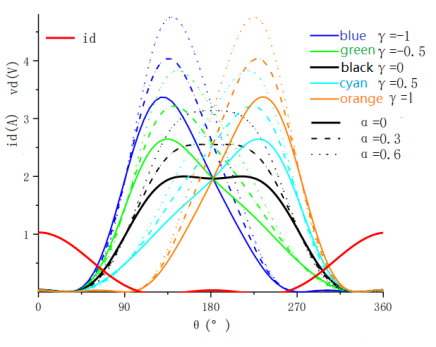 id
blue γ=-1
green γ=-0.5
black γ=0
cyan γ=0.5
orange γ=1
α=0
α=0.3
α=0.6
id(A) vd(V)
4
3
2
1
0 90 180 270 360
θ(°)